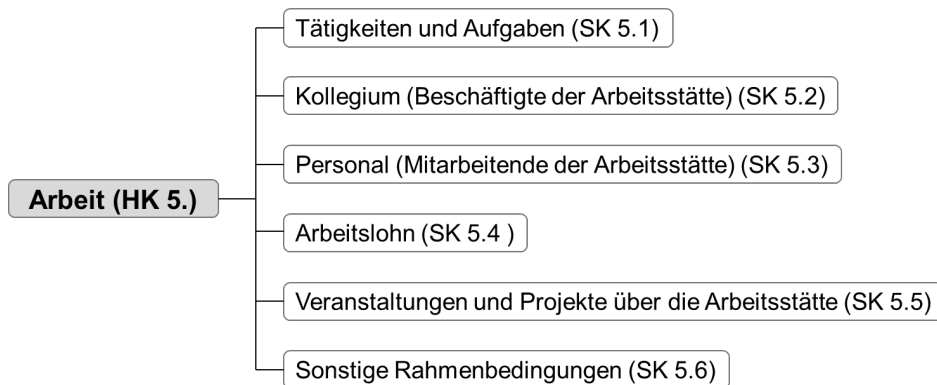 Tätigkeiten und Aufgaben (SK 5.1)
Kollegium (Beschäftigte der Arbeitsstätte) (SK 5.2)
Personal (Mitarbeitende der Arbeitsstätte) (SK 5.3)
Arbeit (HK 5.)
Arbeitslohn (SK 5.4 )
Veranstaltungen und Projekte über die Arbeitsstätte (SK 5.5)
Sonstige Rahmenbedingungen (SK 5.6)